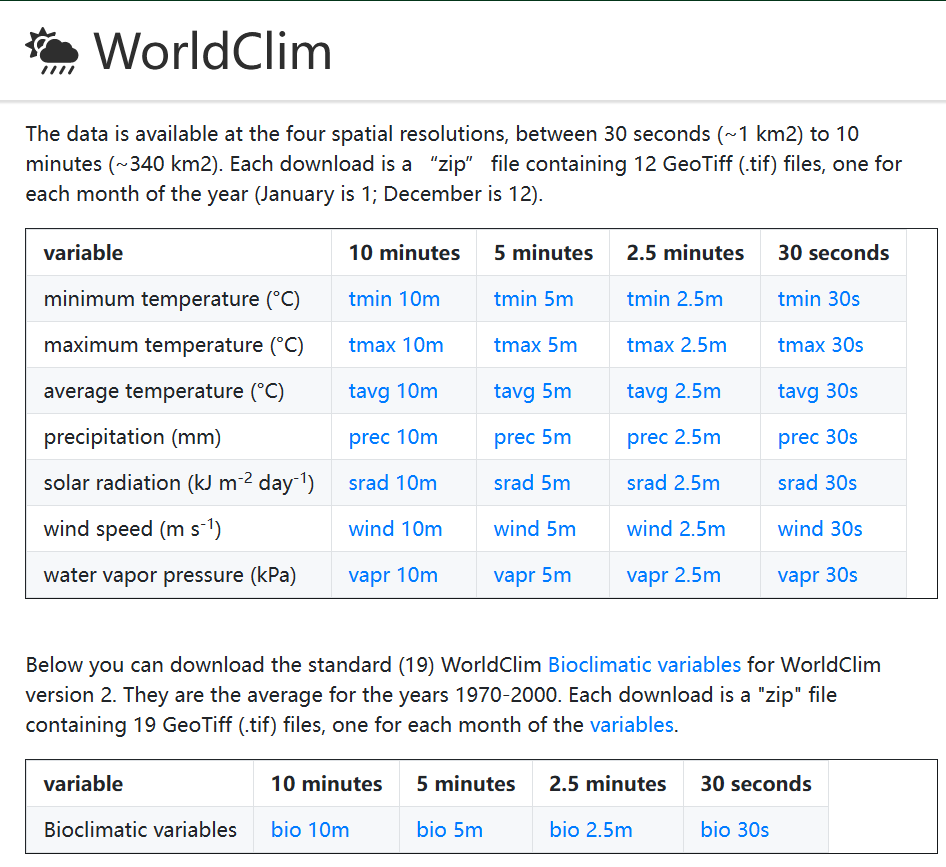 WorldClim
The data is available at the four spatial resolutions, between 30 seconds (~1 km2) to 10
minutes (~340 km2). Each download is a “zip” file containing 12 GeoTiff (.tif) files, one for
each month of the year (January is 1; December is 12).
variable 10 minutes 5 minutes 2.5 minutes 30 seconds
minimum temperature (°C) tmin 10m tmin 5m tmin 2.5m tmin 30s
maximum temperature (°C) tmax 10m tmax 5m tmax 2.5m tmax 30s
average temperature (°C) tavg 10m tavg 5m tavg 2.5m tavg 30s
precipitation (mm) prec 10m prec 5m prec 2.5m prec 30s
solar radiation (kJ m⁻² day⁻¹) srad 10m srad 5m srad 2.5m srad 30s
wind speed (m s⁻¹) wind 10m wind 5m wind 2.5m wind 30s
water vapor pressure (kPa) vapr 10m vapr 5m vapr 2.5m vapr 30s
Below you can download the standard (19) WorldClim Bioclimatic variables for WorldClim
version 2. They are the average for the years 1970-2000. Each download is a "zip" file
containing 19 GeoTiff (.tif) files, one for each month of the variables.
variable 10 minutes 5 minutes 2.5 minutes 30 seconds
Bioclimatic variables bio 10m bio 5m bio 2.5m bio 30s